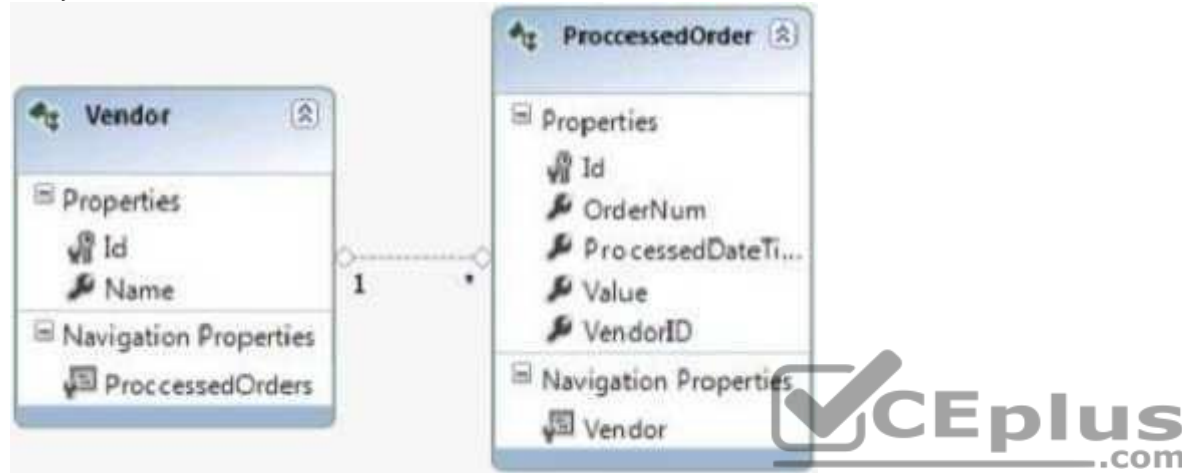 Vendor
Properties
Id
Name
Navigation Properties
ProccessedOrders
1
*
ProccessedOrder
Properties
Id
OrderNum
ProcessedDateTi...
Value
VendorID
Navigation Properties
Vendor
CEplus
.com